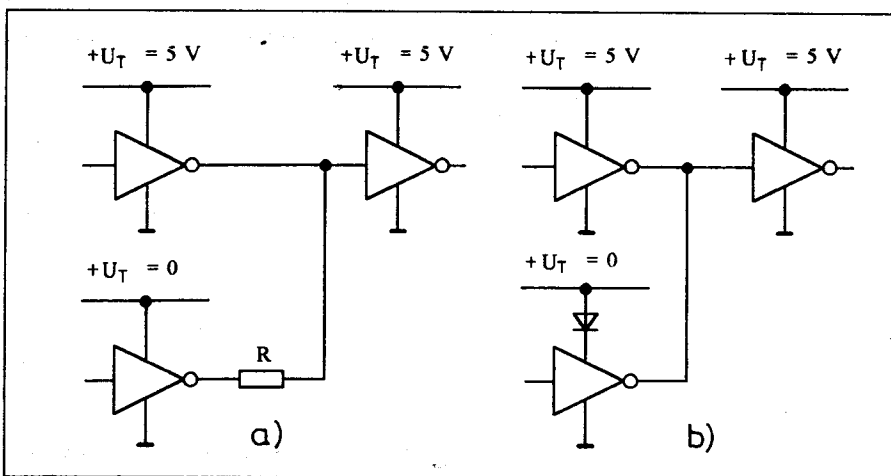 +U_T = 5 V
+U_T = 5 V
+U_T = 5 V
+U_T = 5 V
+U_T = 0
+U_T = 0
R
a)
b)